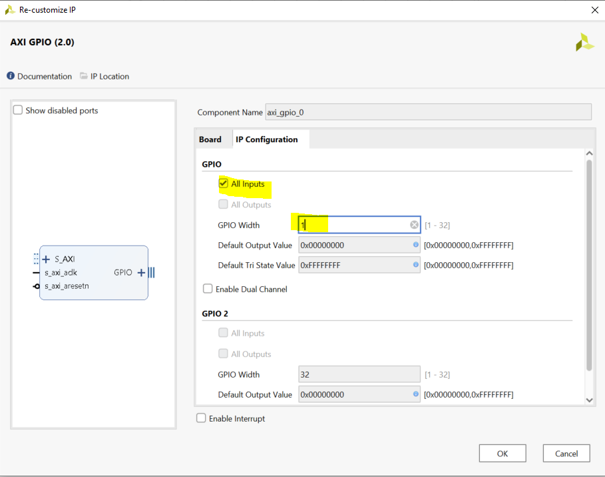 Re-customize IP
AXI GPIO (2.0)
Documentation IP Location
Show disabled ports
Component Name axi_gpio_0
Board IP Configuration
GPIO
All Inputs
All Outputs
GPIO Width 1 [1 - 32]
Default Output Value 0x00000000 [0x00000000,0xFFFFFFFF]
Default Tri State Value 0xFFFFFFFF [0x00000000,0xFFFFFFFF]
Enable Dual Channel
GPIO 2
All Inputs
All Outputs
GPIO Width 32 [1 - 32]
Default Output Value 0x00000000 [0x00000000,0xFFFFFFFF]
Enable Interrupt
S_AXI
s_axi_aclk GPIO
s_axi_aresetn
OK Cancel